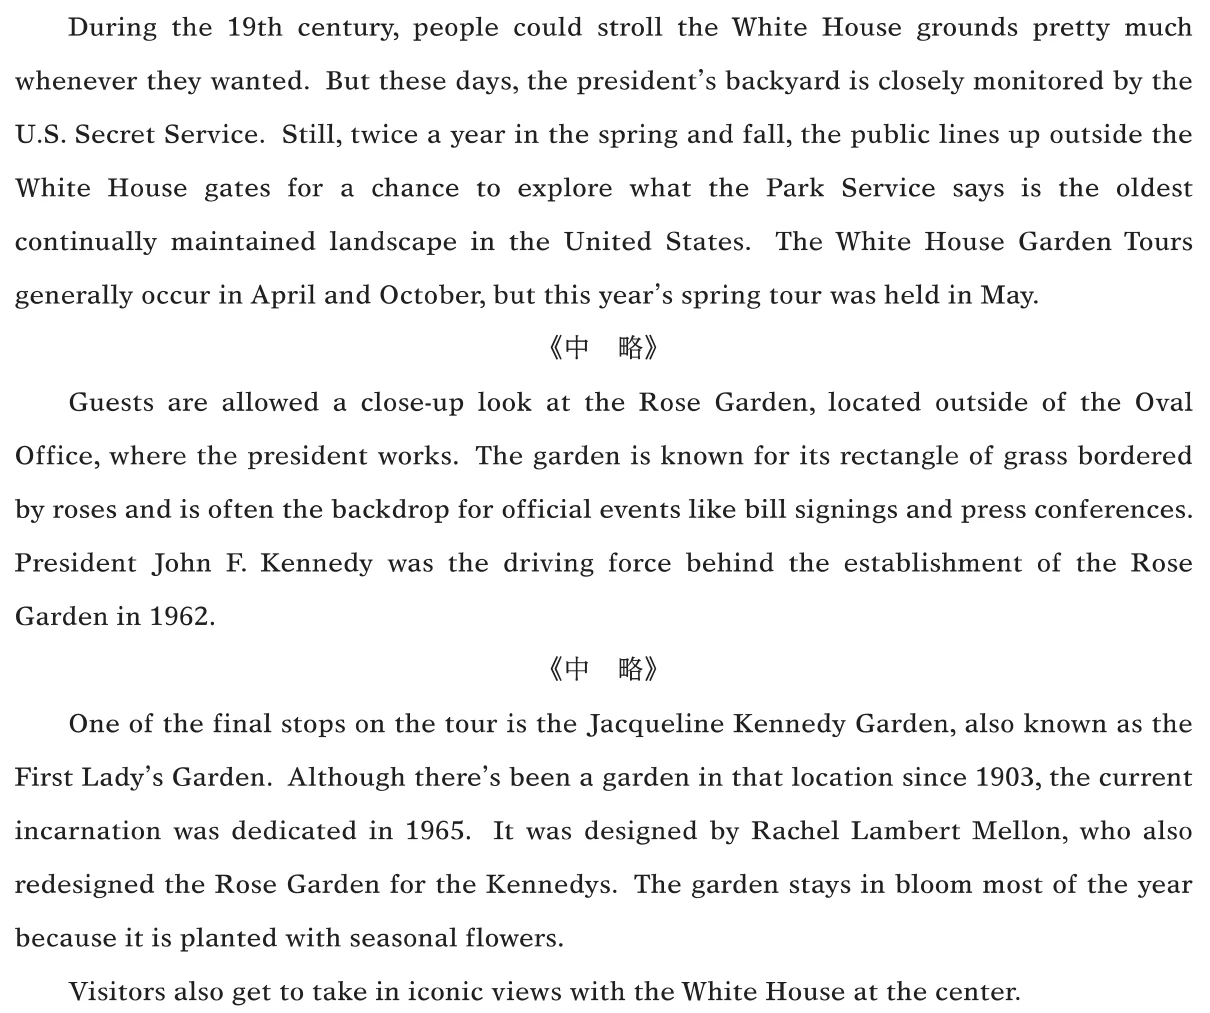 During the 19th century, people could stroll the White House grounds pretty much
whenever they wanted. But these days, the president’s backyard is closely monitored by the
U.S. Secret Service. Still, twice a year in the spring and fall, the public lines up outside the
White House gates for a chance to explore what the Park Service says is the oldest
continually maintained landscape in the United States. The White House Garden Tours
generally occur in April and October, but this year’s spring tour was held in May.
《中　略》
Guests are allowed a close-up look at the Rose Garden, located outside of the Oval
Office, where the president works. The garden is known for its rectangle of grass bordered
by roses and is often the backdrop for official events like bill signings and press conferences.
President John F. Kennedy was the driving force behind the establishment of the Rose
Garden in 1962.
《中　略》
One of the final stops on the tour is the Jacqueline Kennedy Garden, also known as the
First Lady’s Garden. Although there’s been a garden in that location since 1903, the current
incarnation was dedicated in 1965. It was designed by Rachel Lambert Mellon, who also
redesigned the Rose Garden for the Kennedys. The garden stays in bloom most of the year
because it is planted with seasonal flowers.
Visitors also get to take in iconic views with the White House at the center.